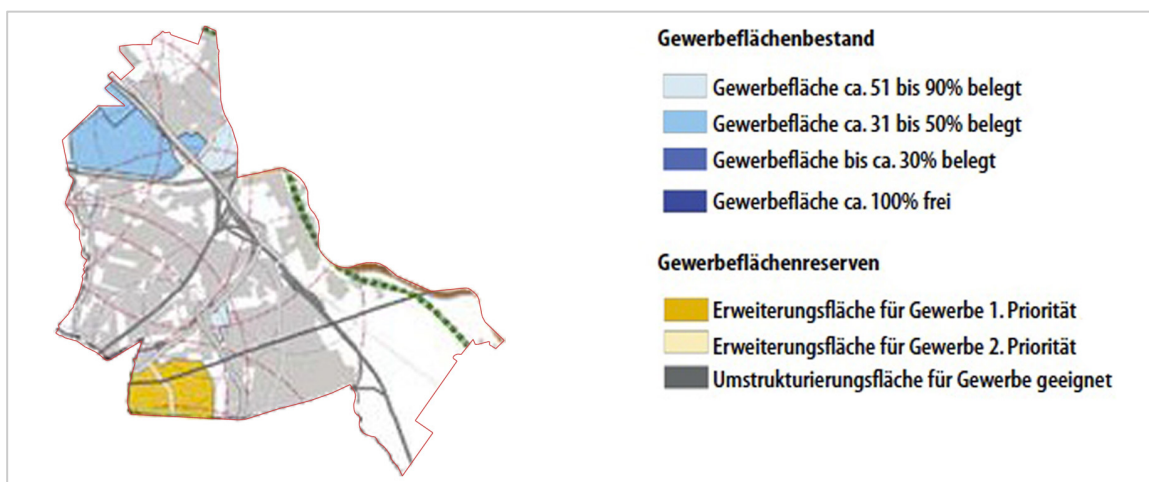 Gewerbeflächenbestand
Gewerbefläche ca. 51 bis 90% belegt
Gewerbefläche ca. 31 bis 50% belegt
Gewerbefläche bis ca. 30% belegt
Gewerbefläche ca. 100% frei
Gewerbeflächenreserven
Erweiterungsfläche für Gewerbe 1. Priorität
Erweiterungsfläche für Gewerbe 2. Priorität
Umstrukturierungsfläche für Gewerbe geeignet